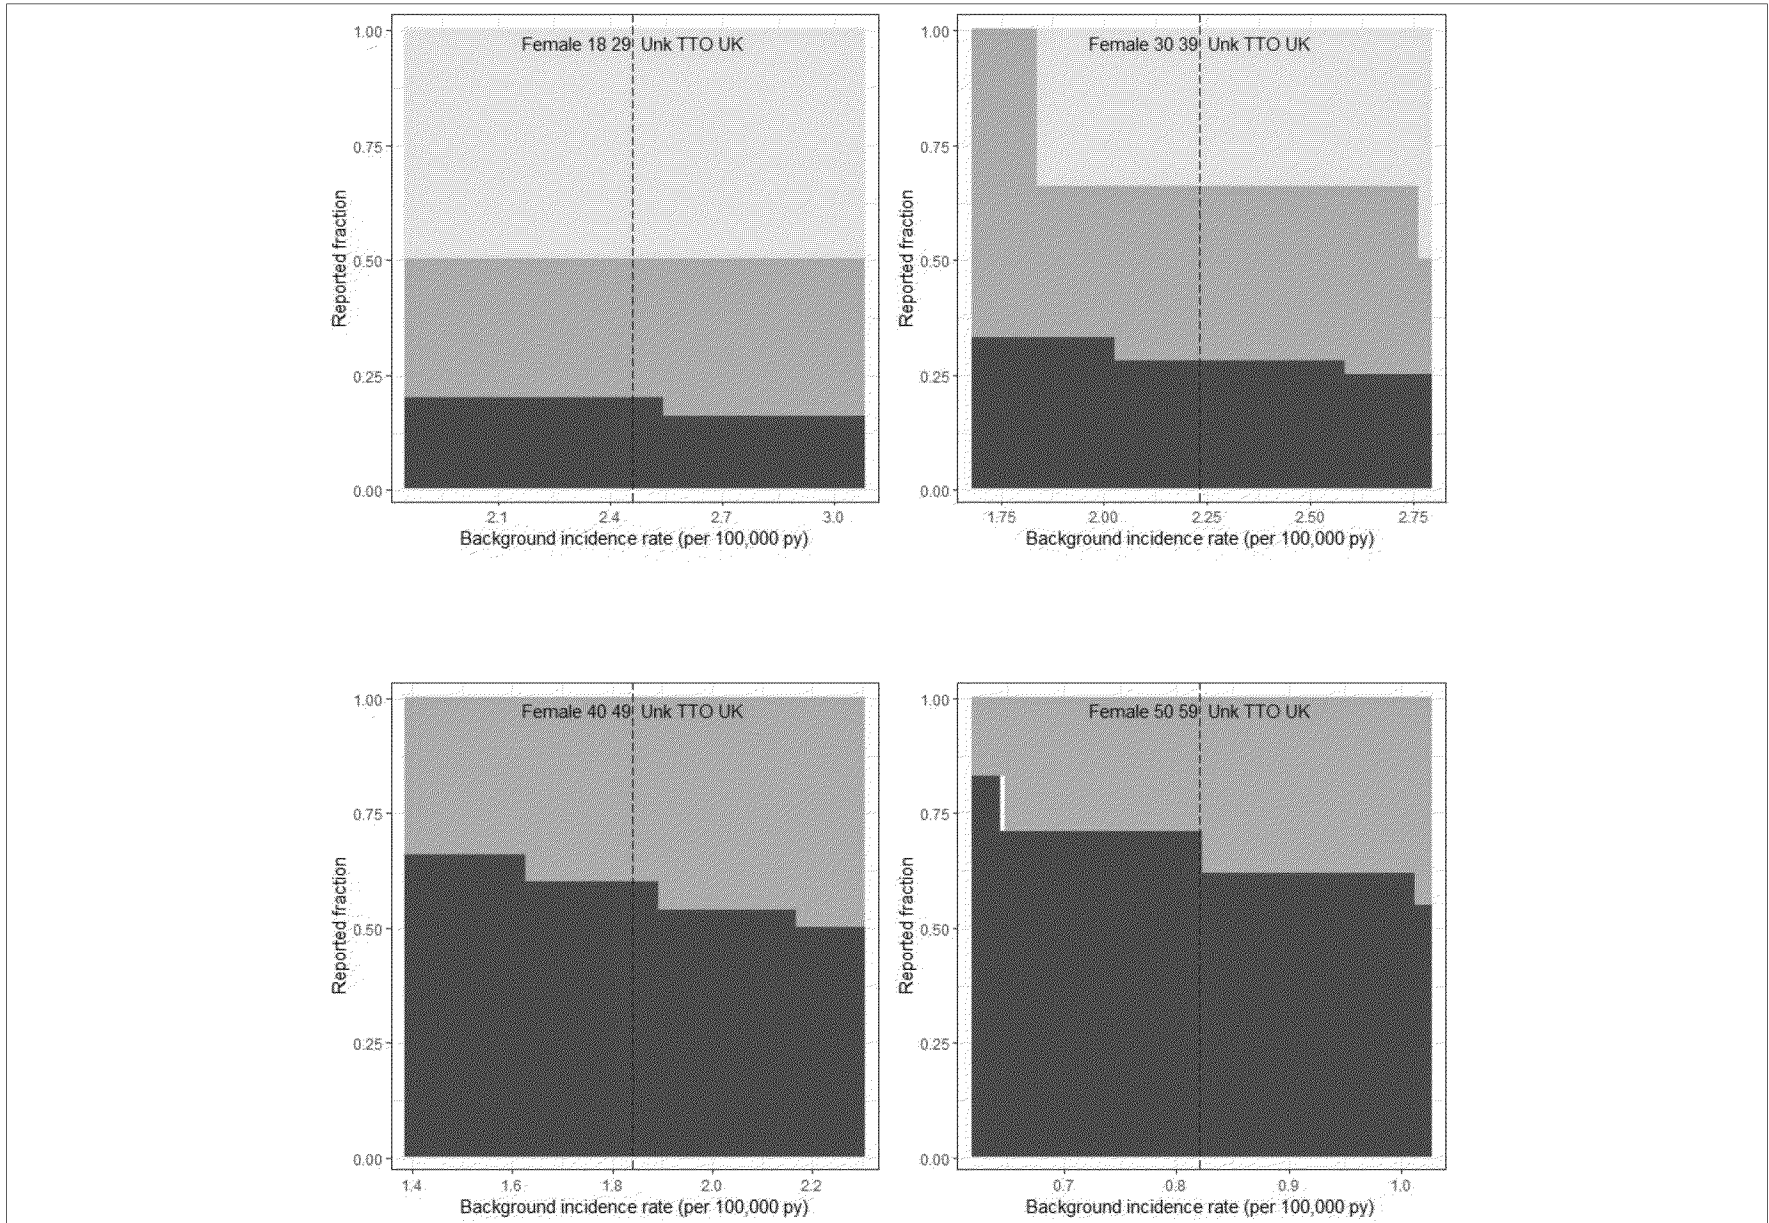 Female 18 29 Unk TTO UK
1.00
0.75
0.50
0.25
0.00
Reported fraction
2.1 2.4 2.7 3.0
Background incidence rate (per 100,000 py)
Female 30 39 Unk TTO UK
1.00
0.75
0.50
0.25
0.00
Reported fraction
1.75 2.00 2.25 2.50 2.75
Background incidence rate (per 100,000 py)
Female 40 49 Unk TTO UK
1.00
0.75
0.50
0.25
0.00
Reported fraction
1.4 1.6 1.8 2.0 2.2
Background incidence rate (per 100,000 py)
Female 50 59 Unk TTO UK
1.00
0.75
0.50
0.25
0.00
Reported fraction
0.7 0.8 0.9 1.0
Background incidence rate (per 100,000 py)